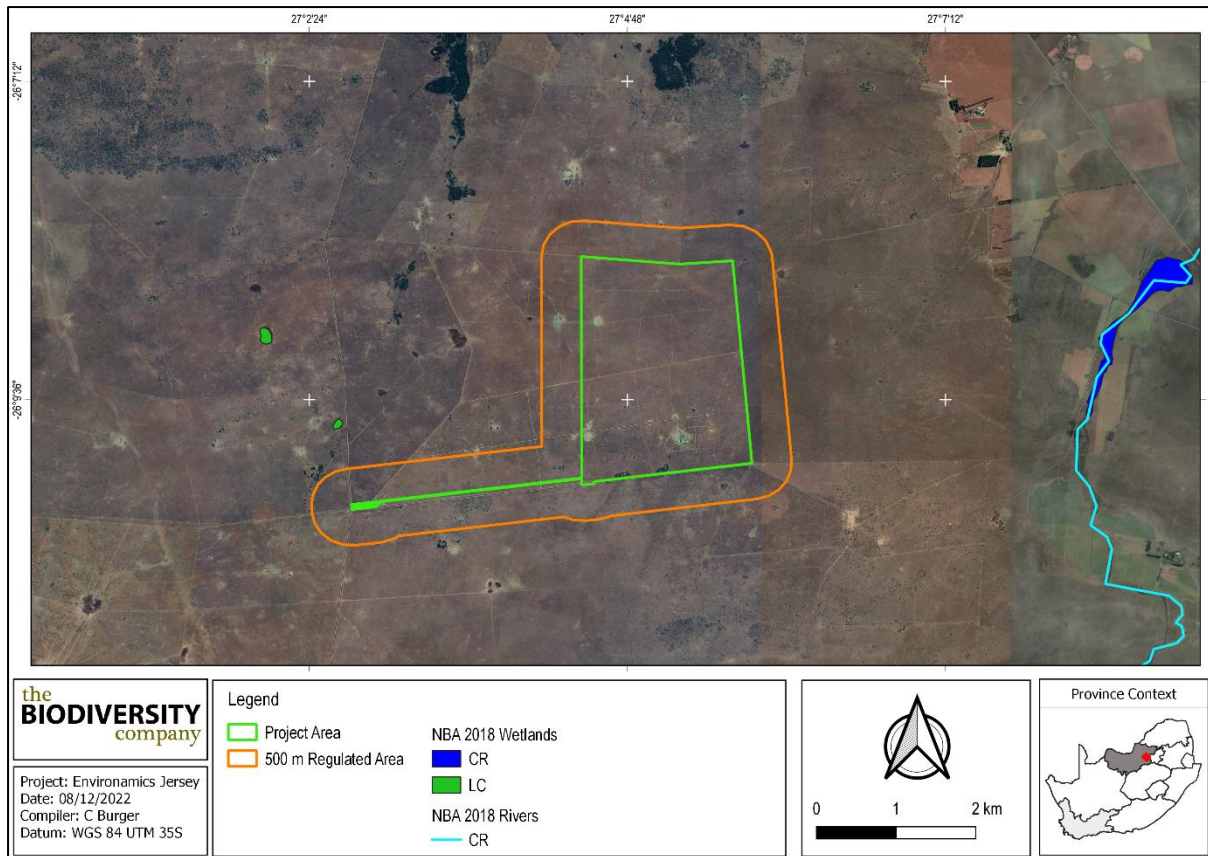 27°2'24"
27°4'48"
27°7'12"
-26°7'12"
-26°9'36"
the
BIODIVERSITY
company
Project: Environamics Jersey
Date: 08/12/2022
Compiler: C Burger
Datum: WGS 84 UTM 35S
Legend
Project Area
500 m Regulated Area
NBA 2018 Wetlands
CR
LC
NBA 2018 Rivers
CR
0 1 2 km
Province Context